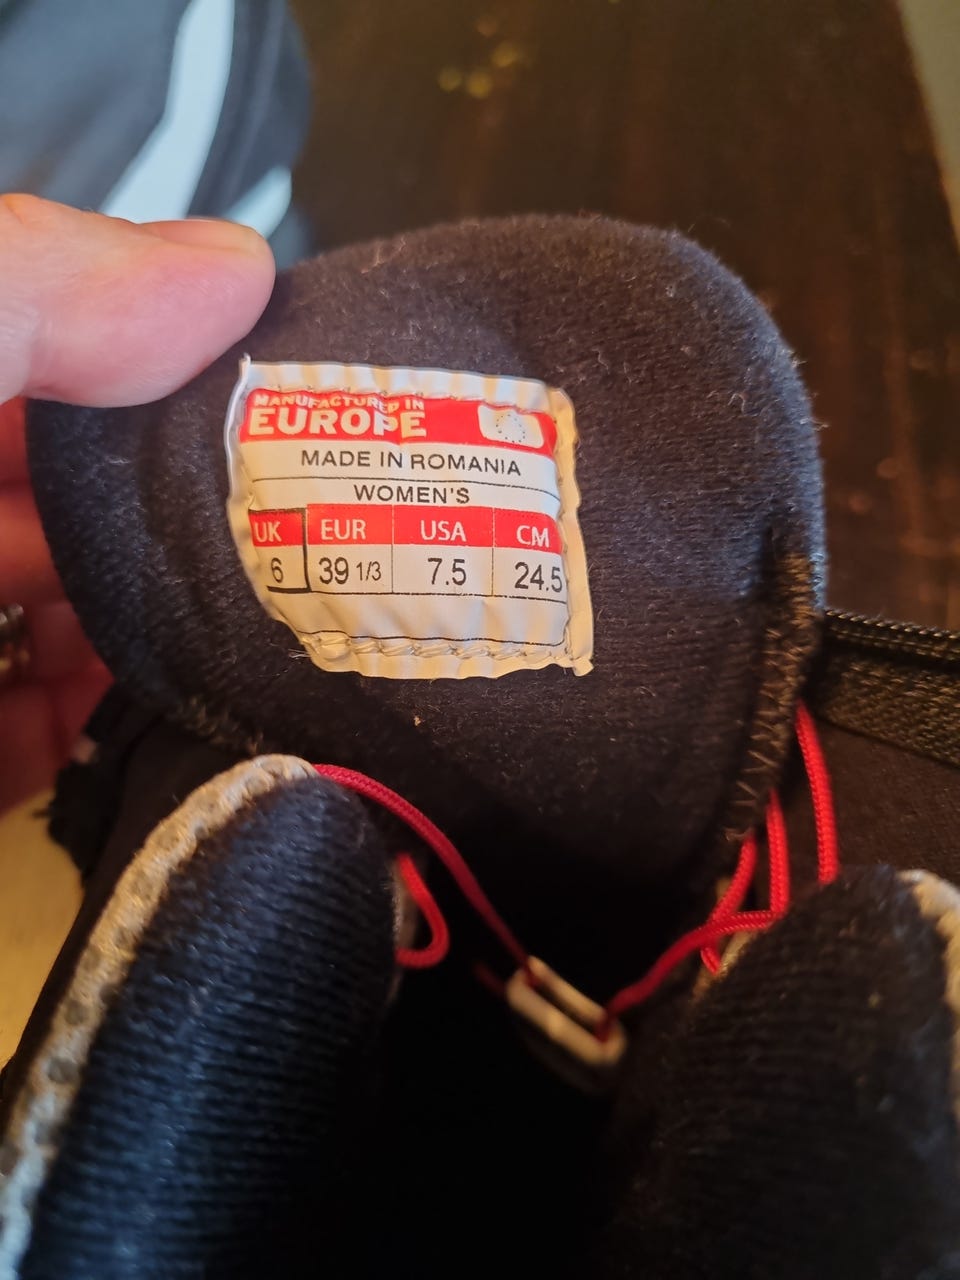 MANUFACTURED IN
EUROPE
MADE IN ROMANIA
WOMEN'S
UK EUR USA CM
6 39 1/3 7.5 24.5